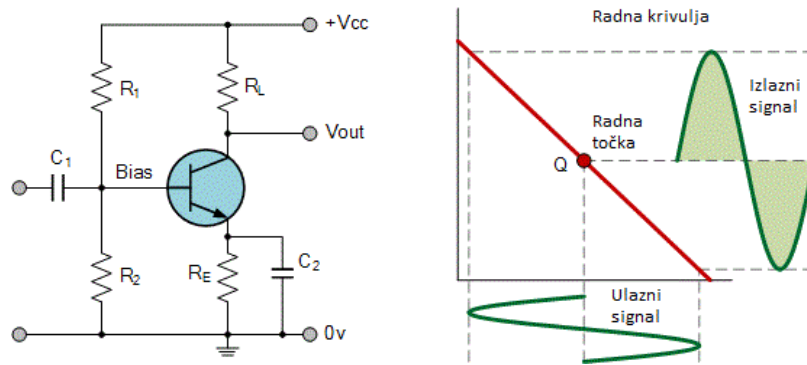 +Vcc
R1
RL
Vout
C1
Bias
R2
RE
C2
0v
Radna krivulja
Izlazni
signal
Radna
točka
Q
Ulazni
signal